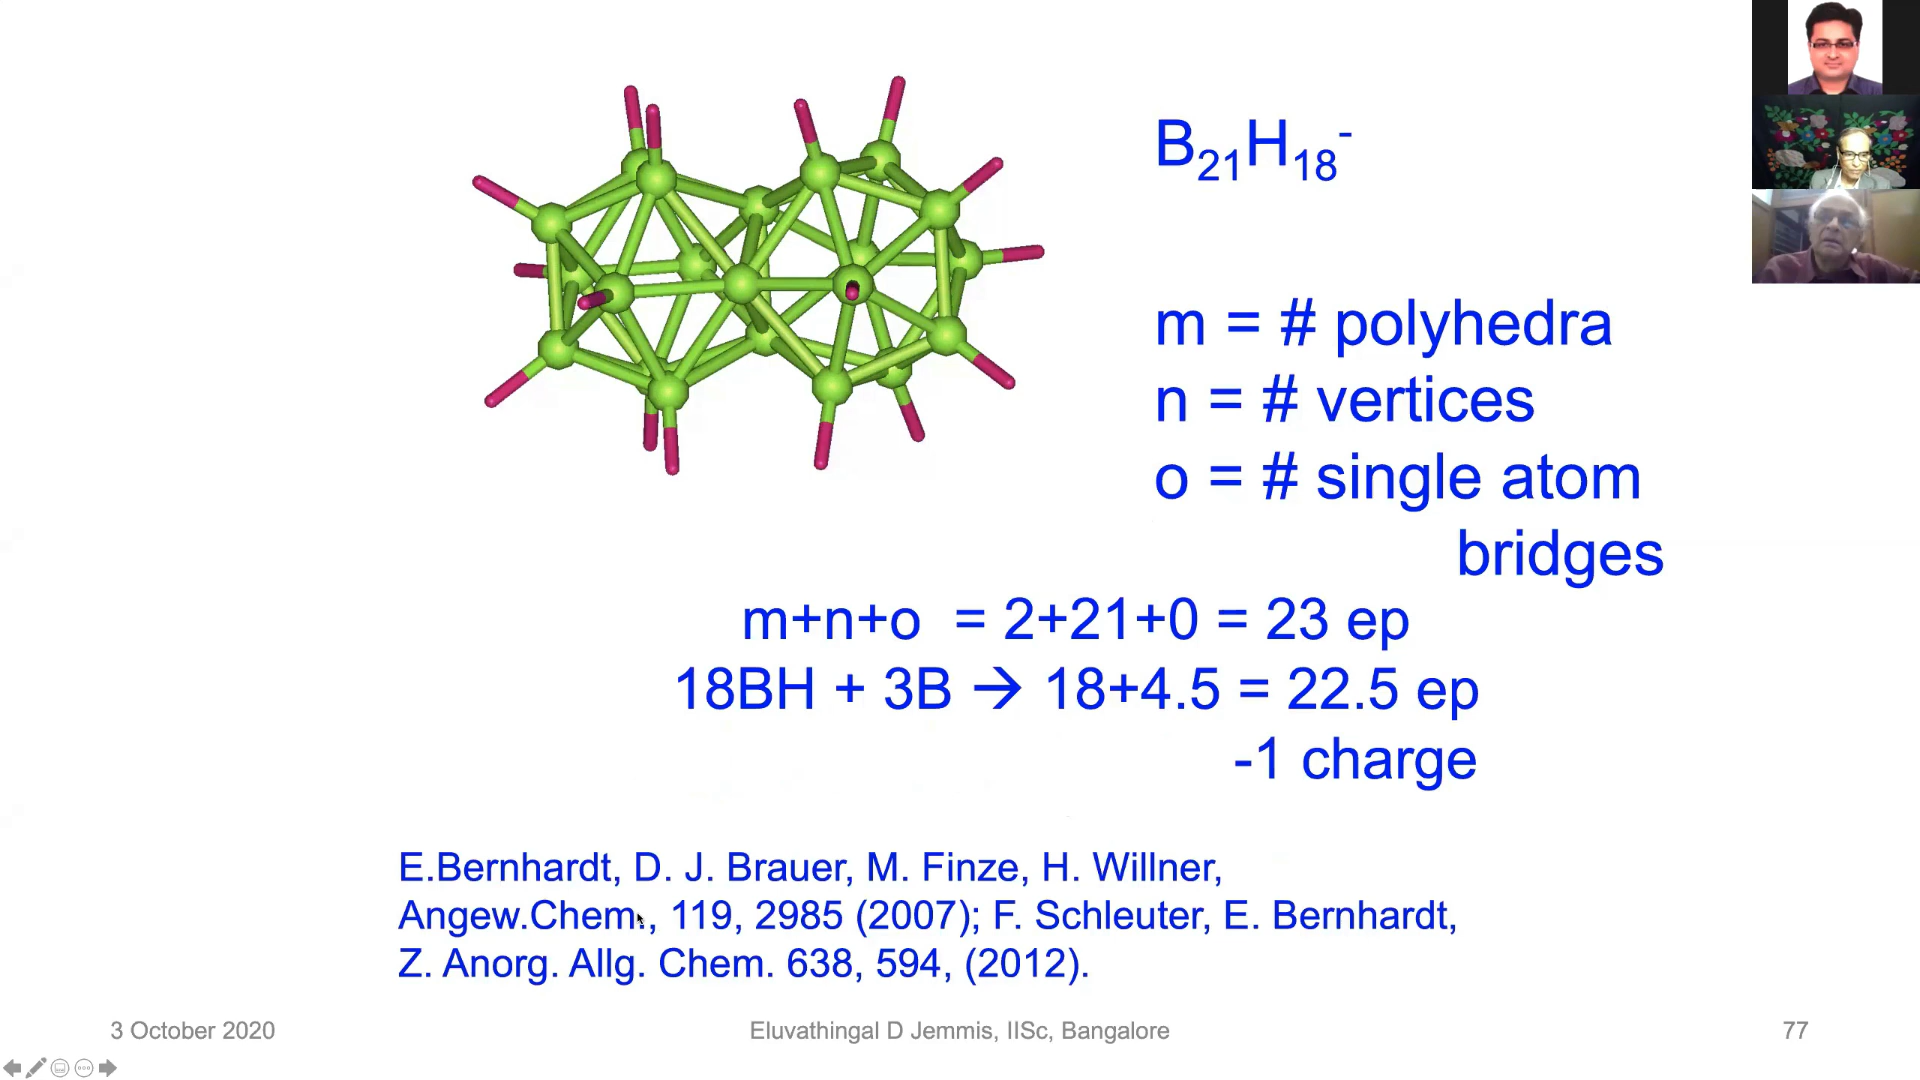 B₂₁H₁₈⁻
m = # polyhedra
n = # vertices
o = # single atom
bridges
m+n+o = 2+21+0 = 23 ep
18BH + 3B → 18+4.5 = 22.5 ep
-1 charge
E.Bernhardt, D. J. Brauer, M. Finze, H. Willner,
Angew.Chem., 119, 2985 (2007); F. Schleuter, E. Bernhardt,
Z. Anorg. Allg. Chem. 638, 594, (2012).
3 October 2020
Eluvathingal D Jemmis, IISc, Bangalore
77